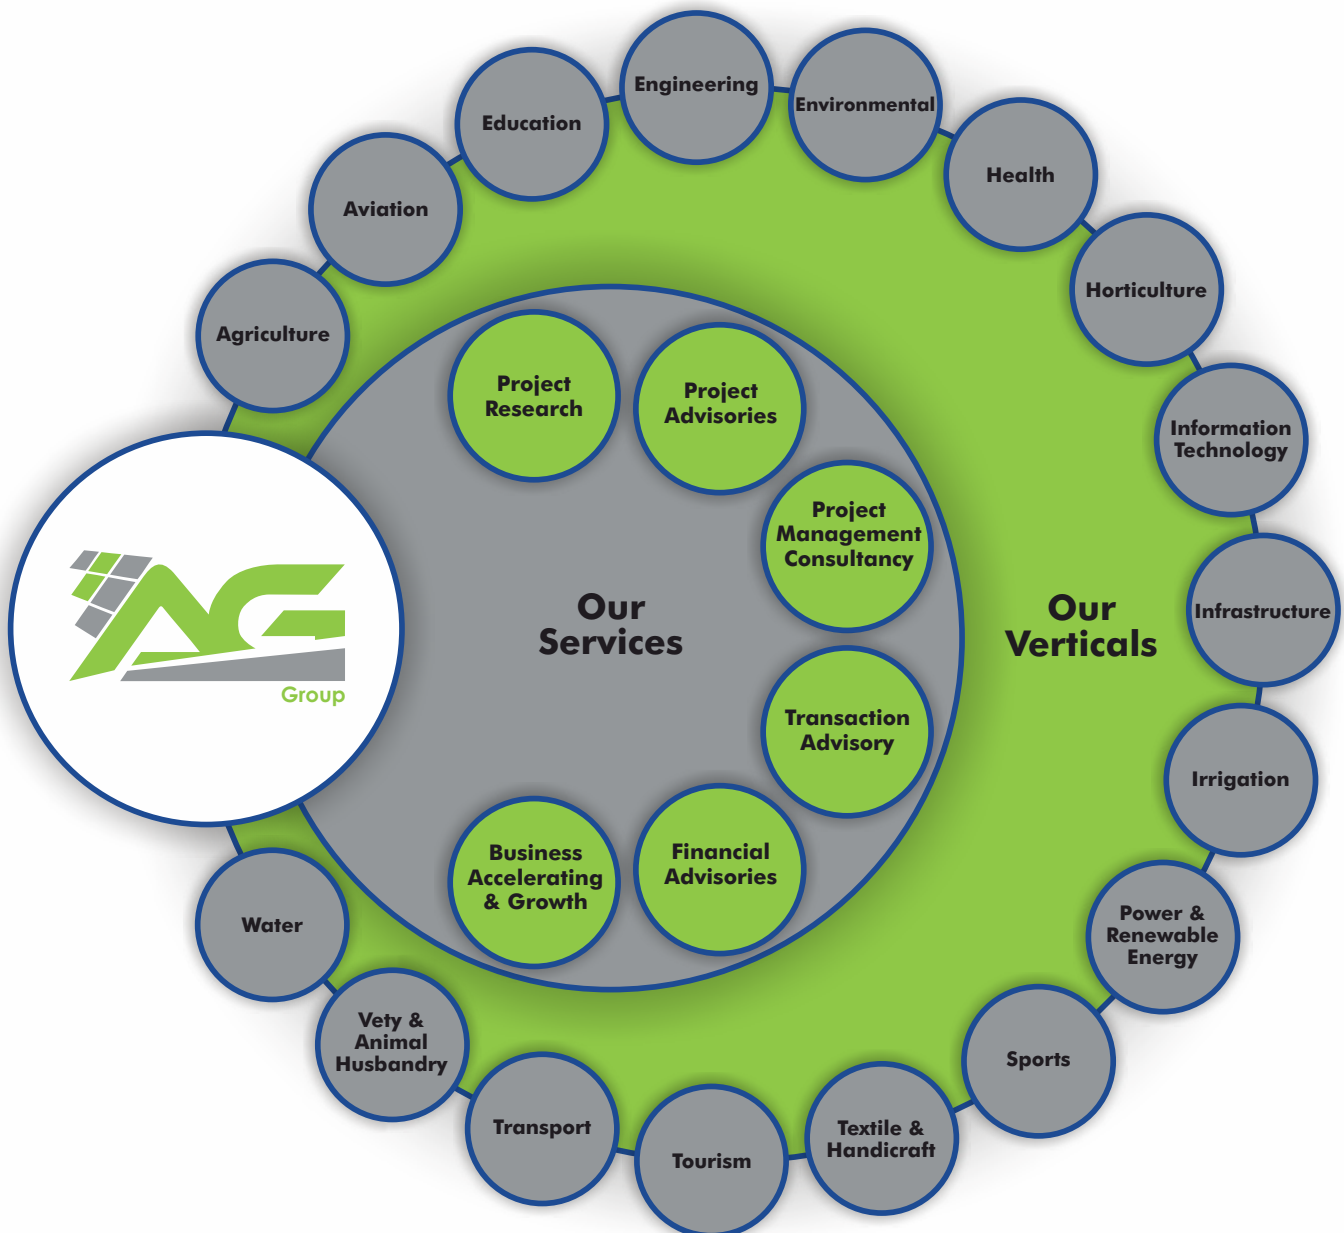 Engineering
Environmental
Education
Health
Aviation
Horticulture
Agriculture
Information
Technology
Infrastructure
Irrigation
Power &
Renewable
Energy
Sports
Textile &
Handicraft
Tourism
Transport
Vety &
Animal
Husbandry
Water
Our
Verticals
Project
Research
Project
Advisories
Project
Management
Consultancy
Transaction
Advisory
Financial
Advisories
Business
Accelerating
& Growth
Our
Services
AG
Group